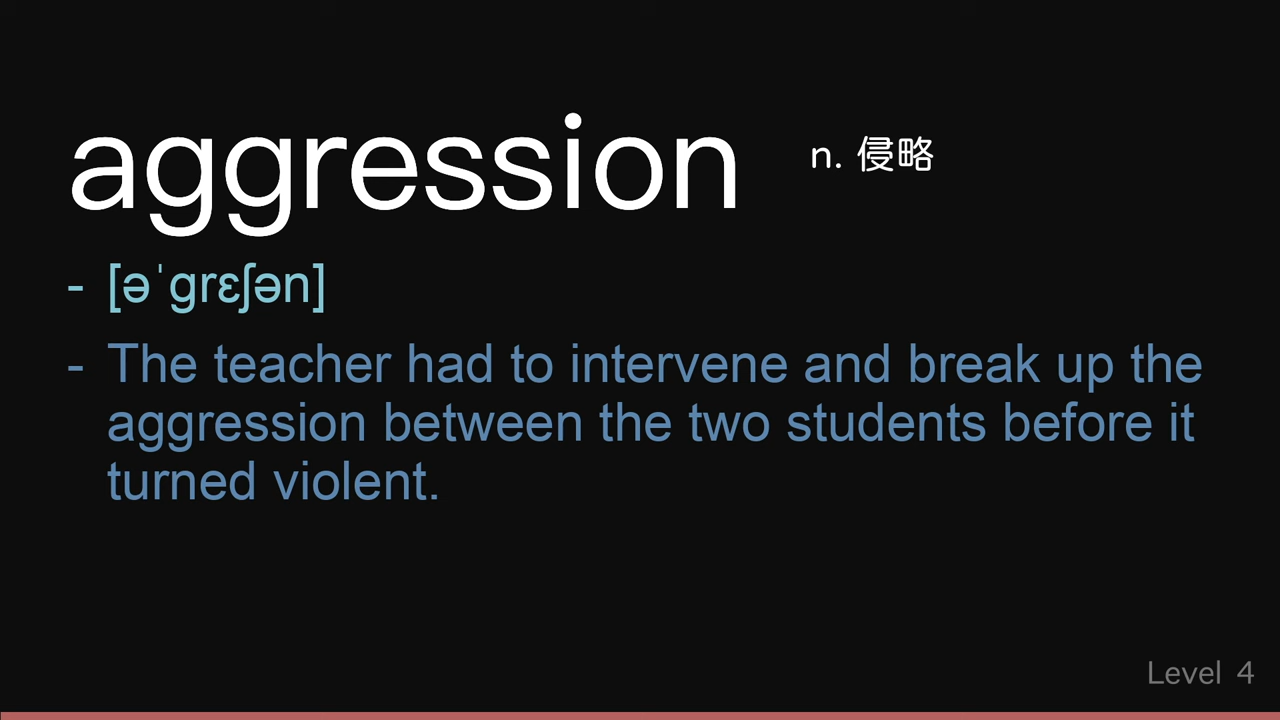 aggression n. 侵略
- [əˈgrɛʃən]
- The teacher had to intervene and break up the
aggression between the two students before it
turned violent.
Level 4